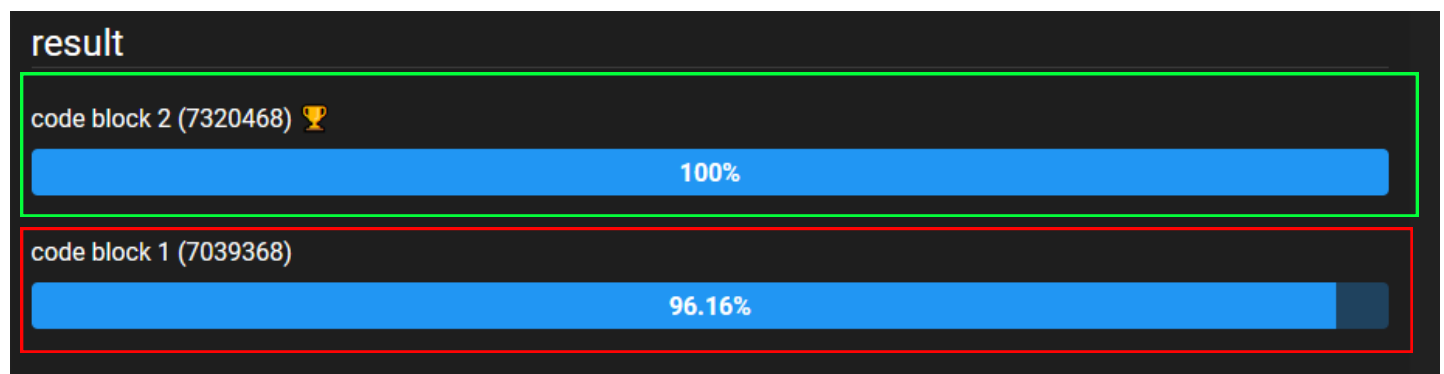 result
code block 2 (7320468) 🏆
100%
code block 1 (7039368)
96.16%